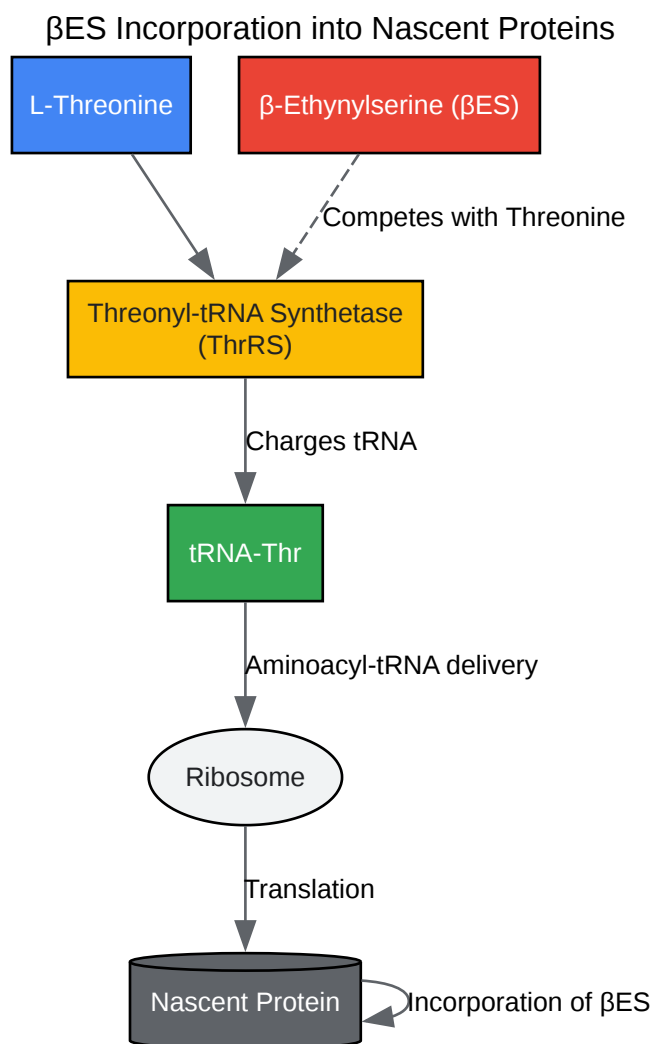 βES Incorporation into Nascent Proteins
L-Threonine
β-Ethynylserine (βES)
Competes with Threonine
Threonyl-tRNA Synthetase
(ThrRS)
Charges tRNA
tRNA-Thr
Aminoacyl-tRNA delivery
Ribosome
Translation
Nascent Protein
Incorporation of βES